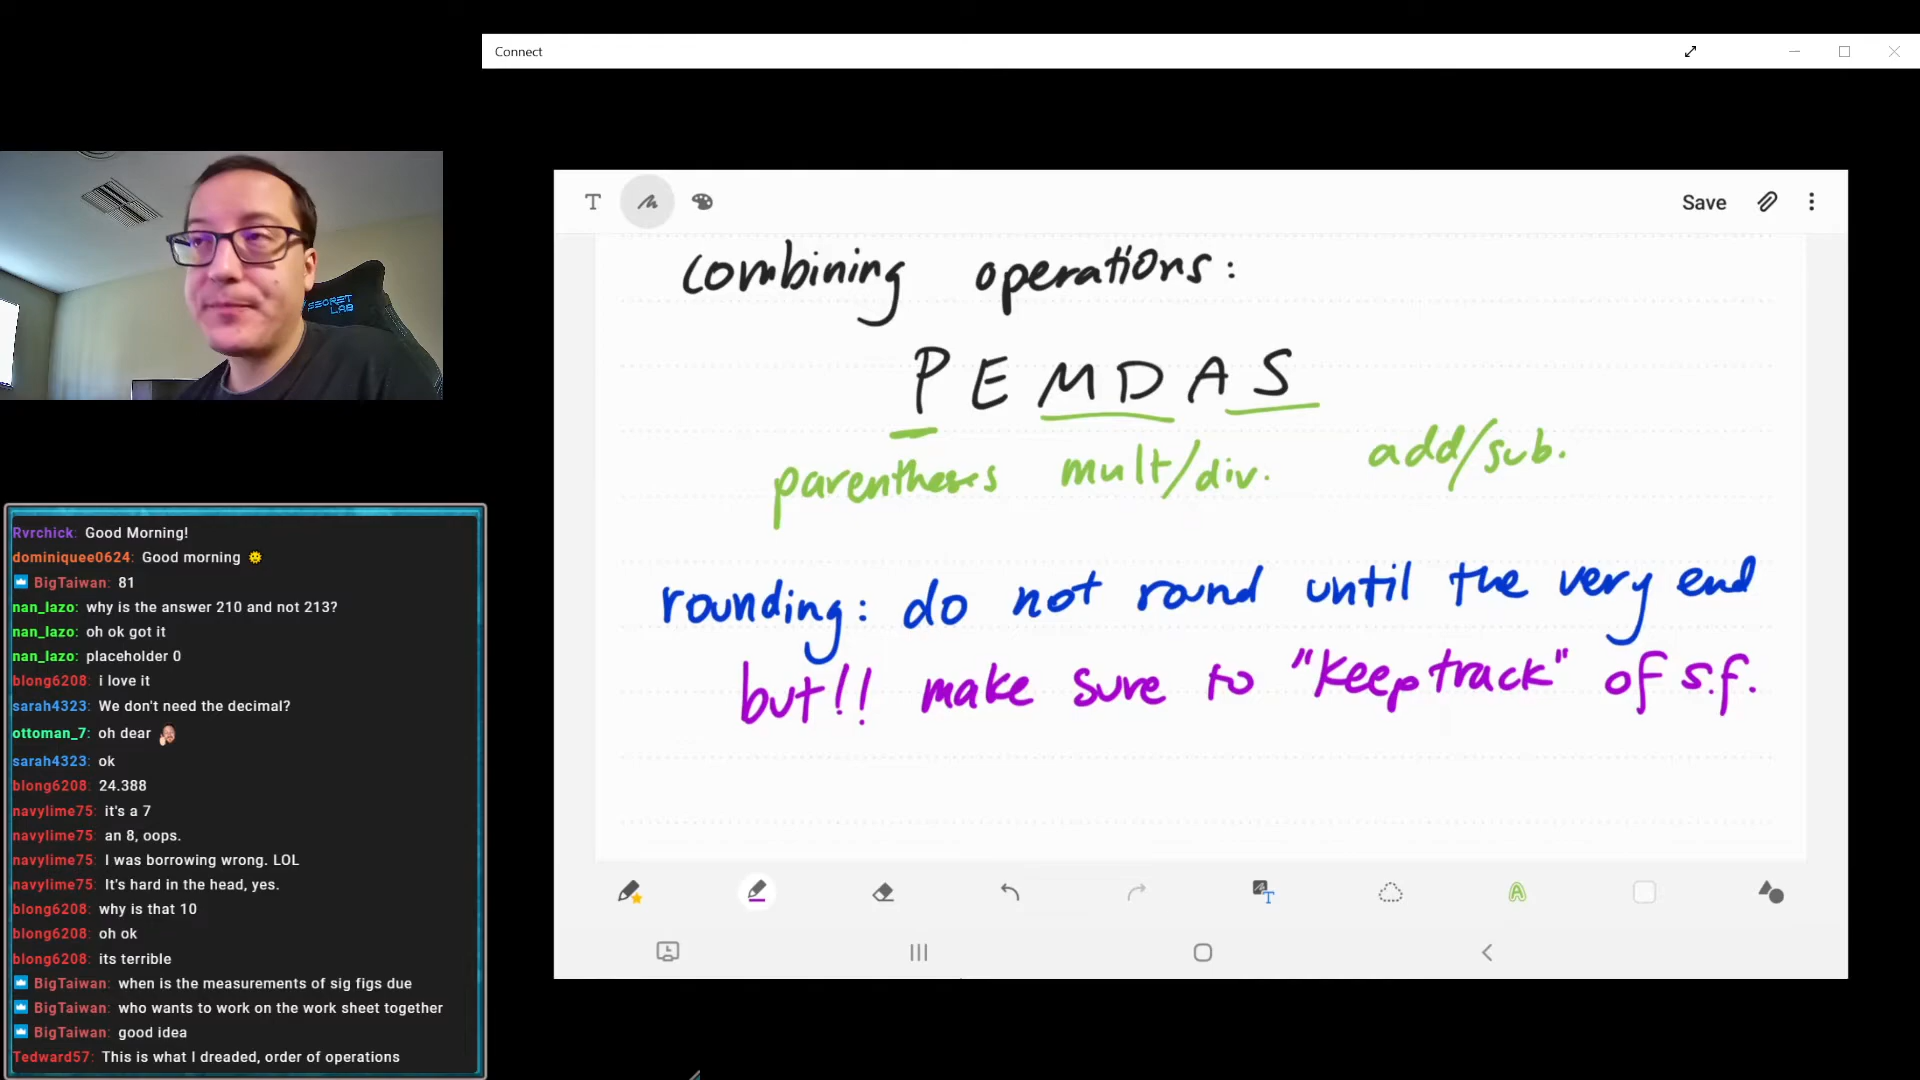 Connect
SECRET
LAB
Save
T
combining operations:
PEMDAS
parentheses mult/div. add/sub.
rounding: do not round until the very end
but!! make sure to "keep track" of s.f.
T
A
Rvrchick: Good Morning!
dominiquee0624: Good morning
BigTaiwan: 81
nan_lazo: why is the answer 210 and not 213?
nan_lazo: oh ok got it
nan_lazo: placeholder 0
blong6208: i love it
sarah4323: We don't need the decimal?
ottoman_7: oh dear
sarah4323: ok
blong6208: 24.388
navylime75: it's a 7
navylime75: an 8, oops.
navylime75: I was borrowing wrong. LOL
navylime75: It's hard in the head, yes.
blong6208: why is that 10
blong6208: oh ok
blong6208: its terrible
BigTaiwan: when is the measurements of sig figs due
BigTaiwan: who wants to work on the work sheet together
BigTaiwan: good idea
Tedward57: This is what I dreaded, order of operations